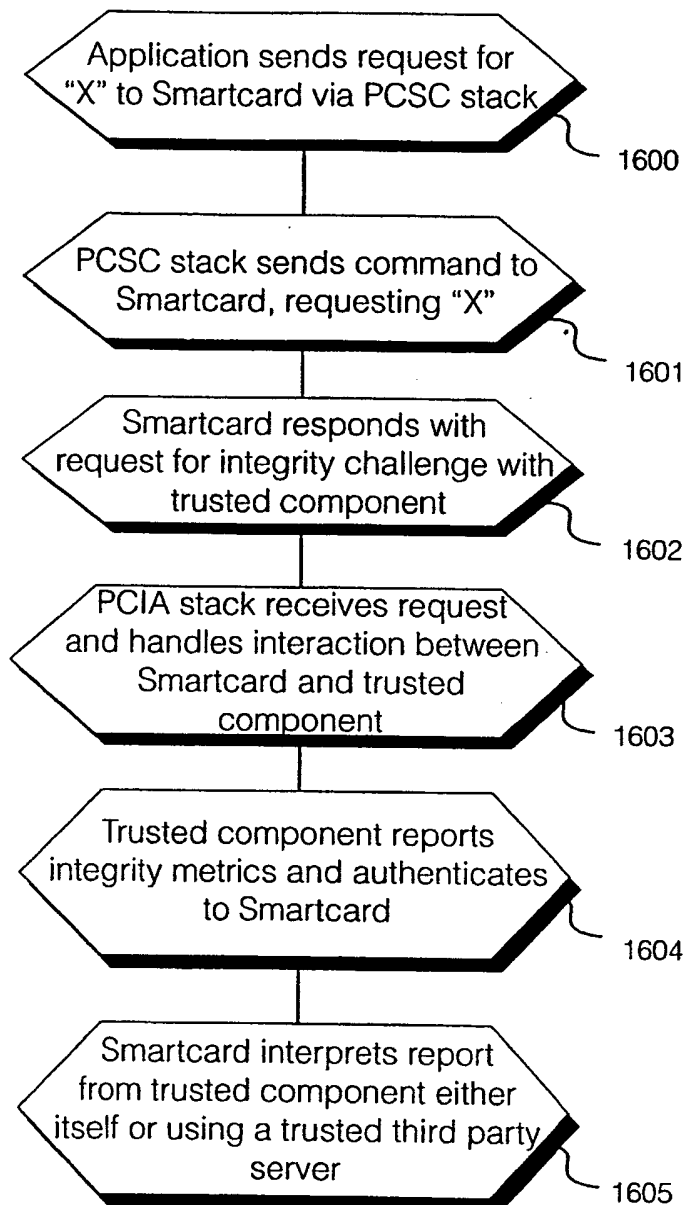 Application sends request for
“X” to Smartcard via PCSC stack
1600
PCSC stack sends command to
Smartcard, requesting “X”
1601
Smartcard responds with
request for integrity challenge with
trusted component
1602
PCIA stack receives request
and handles interaction between
Smartcard and trusted
component
1603
Trusted component reports
integrity metrics and authenticates
to Smartcard
1604
Smartcard interprets report
from trusted component either
itself or using a trusted third party
server
1605